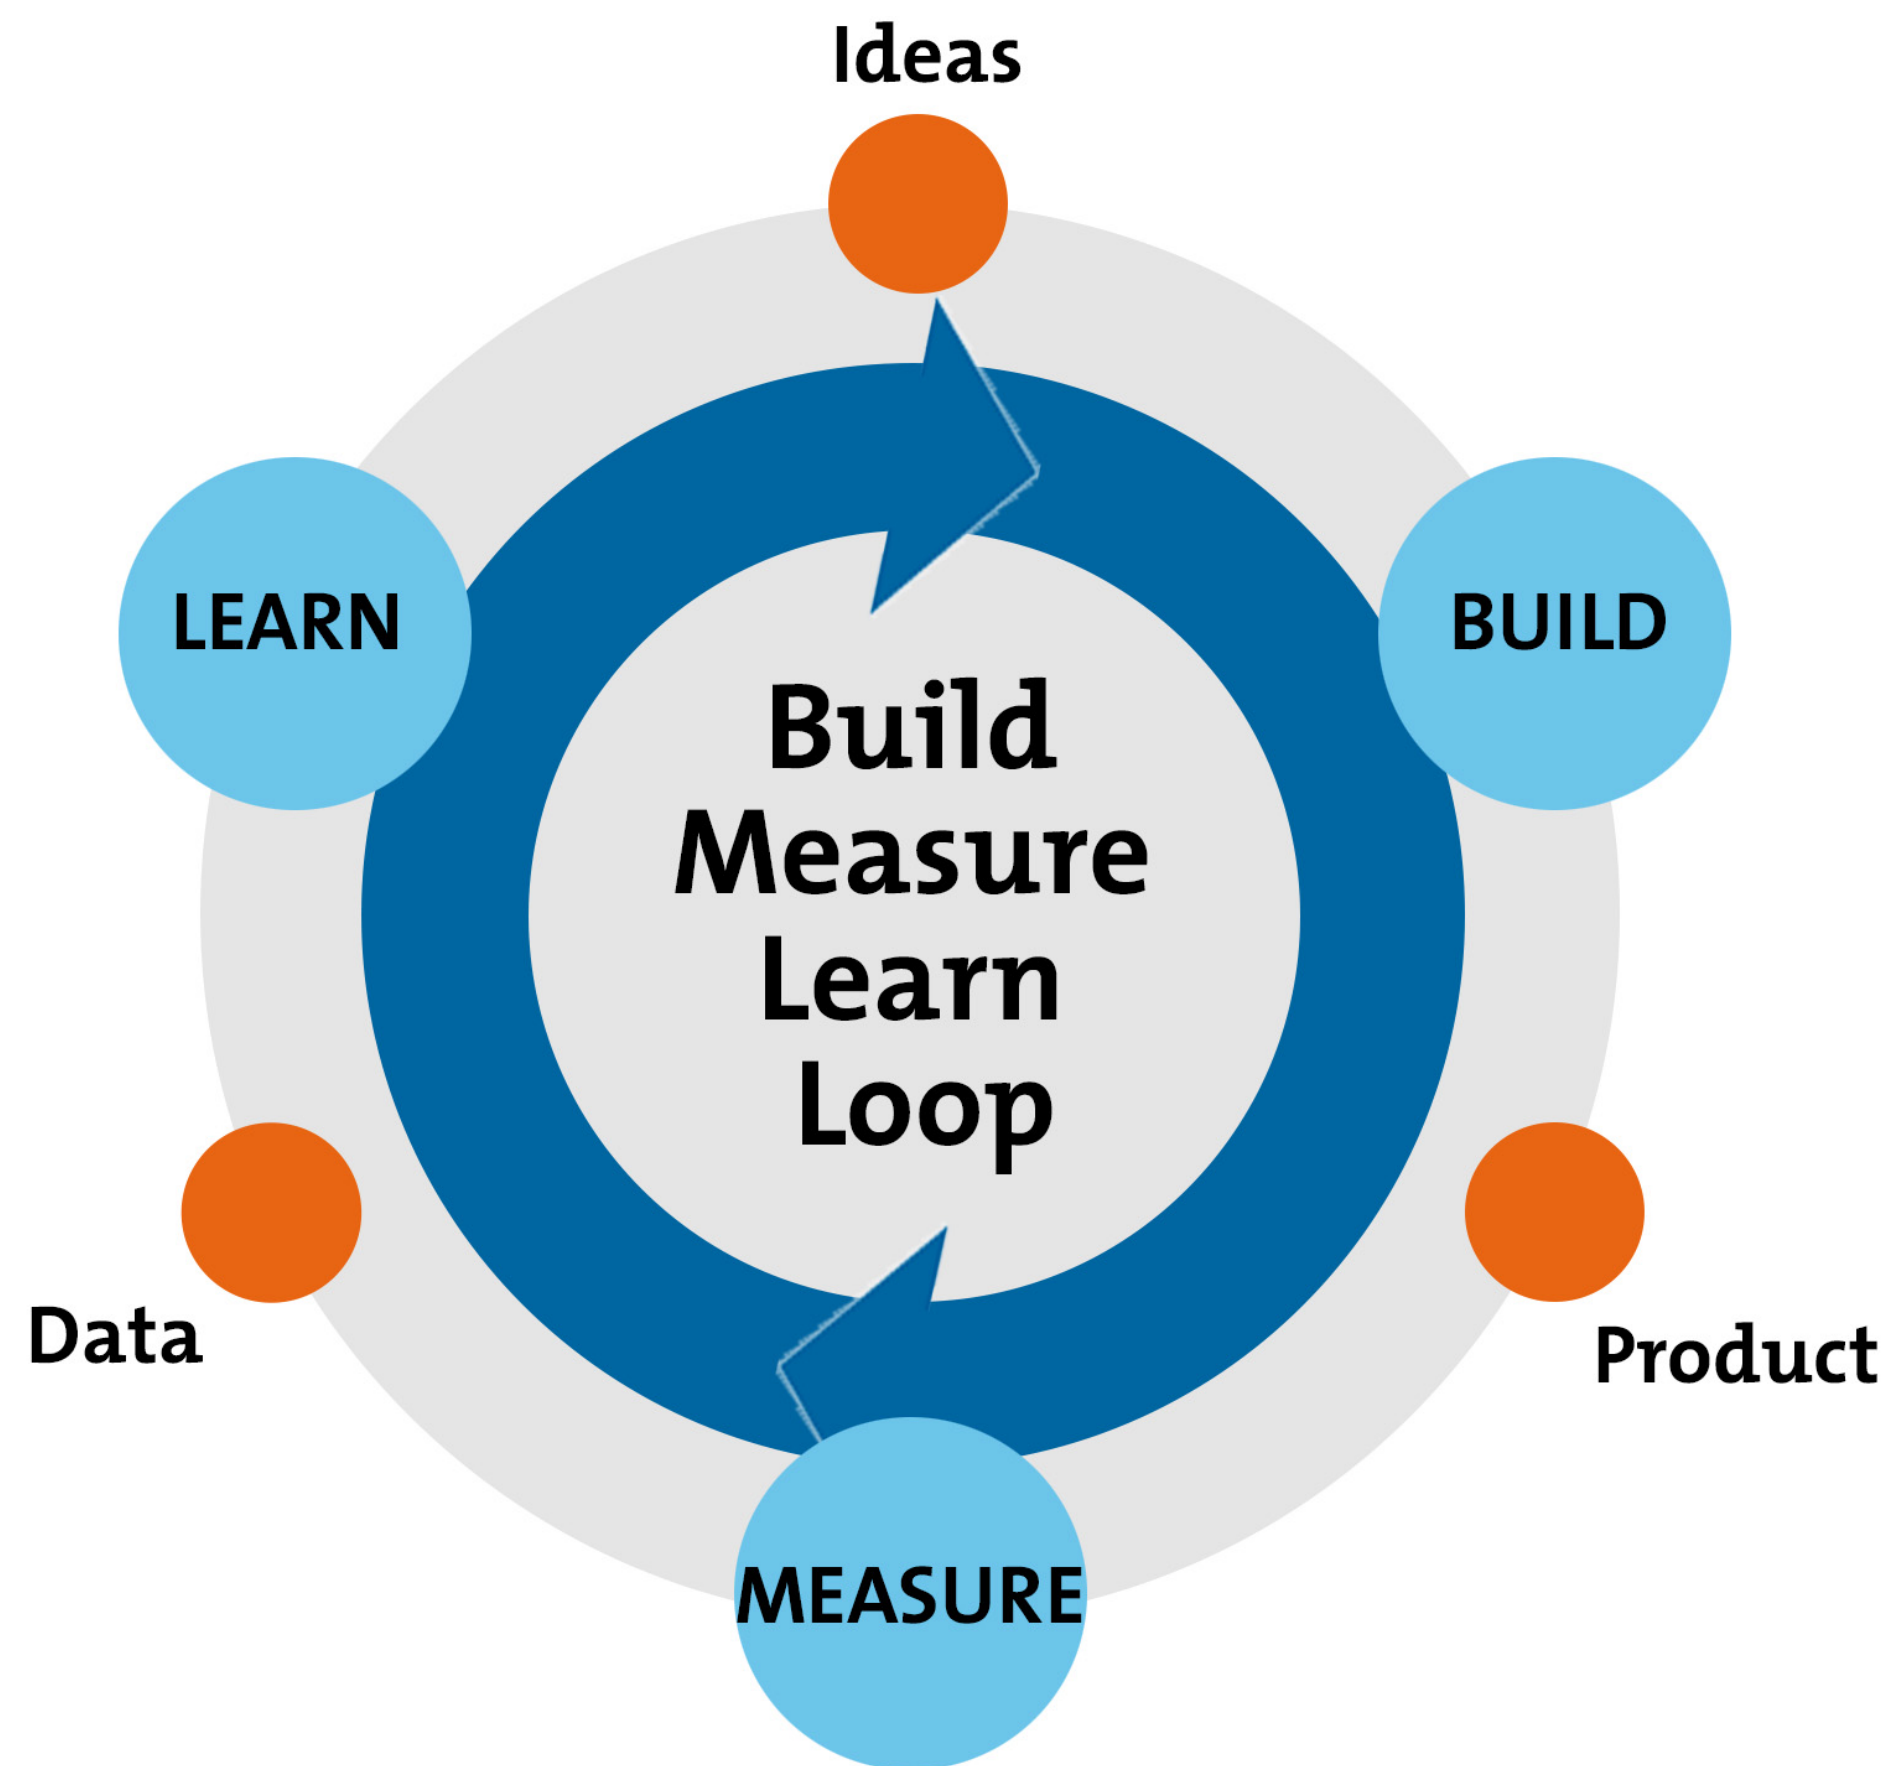 Ideas
LEARN
BUILD
Build
Measure
Learn
Loop
Data
Product
MEASURE